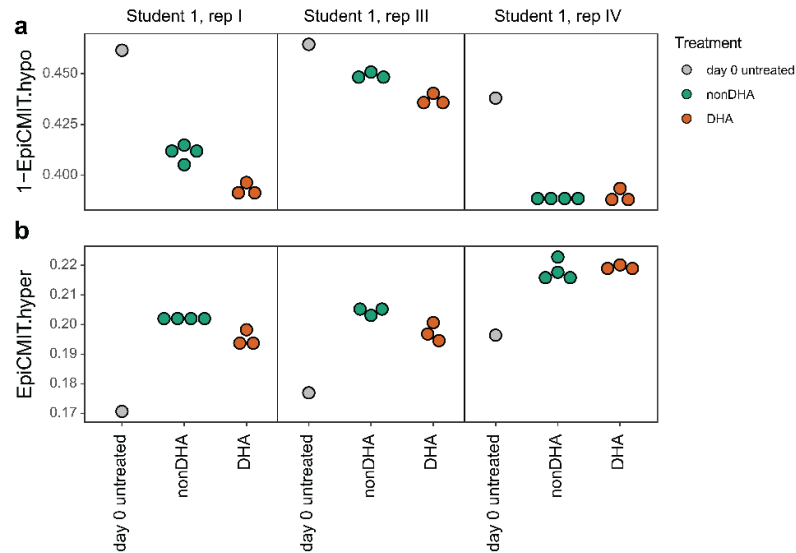 a
Student 1, rep I
Student 1, rep III
Student 1, rep IV
1−EpiCMIT.hypo
0.450
0.425
0.400
Treatment
day 0 untreated
nonDHA
DHA
b
EpiCMIT.hyper
0.22
0.21
0.20
0.19
0.18
0.17
day 0 untreated
nonDHA
DHA
day 0 untreated
nonDHA
DHA
day 0 untreated
nonDHA
DHA